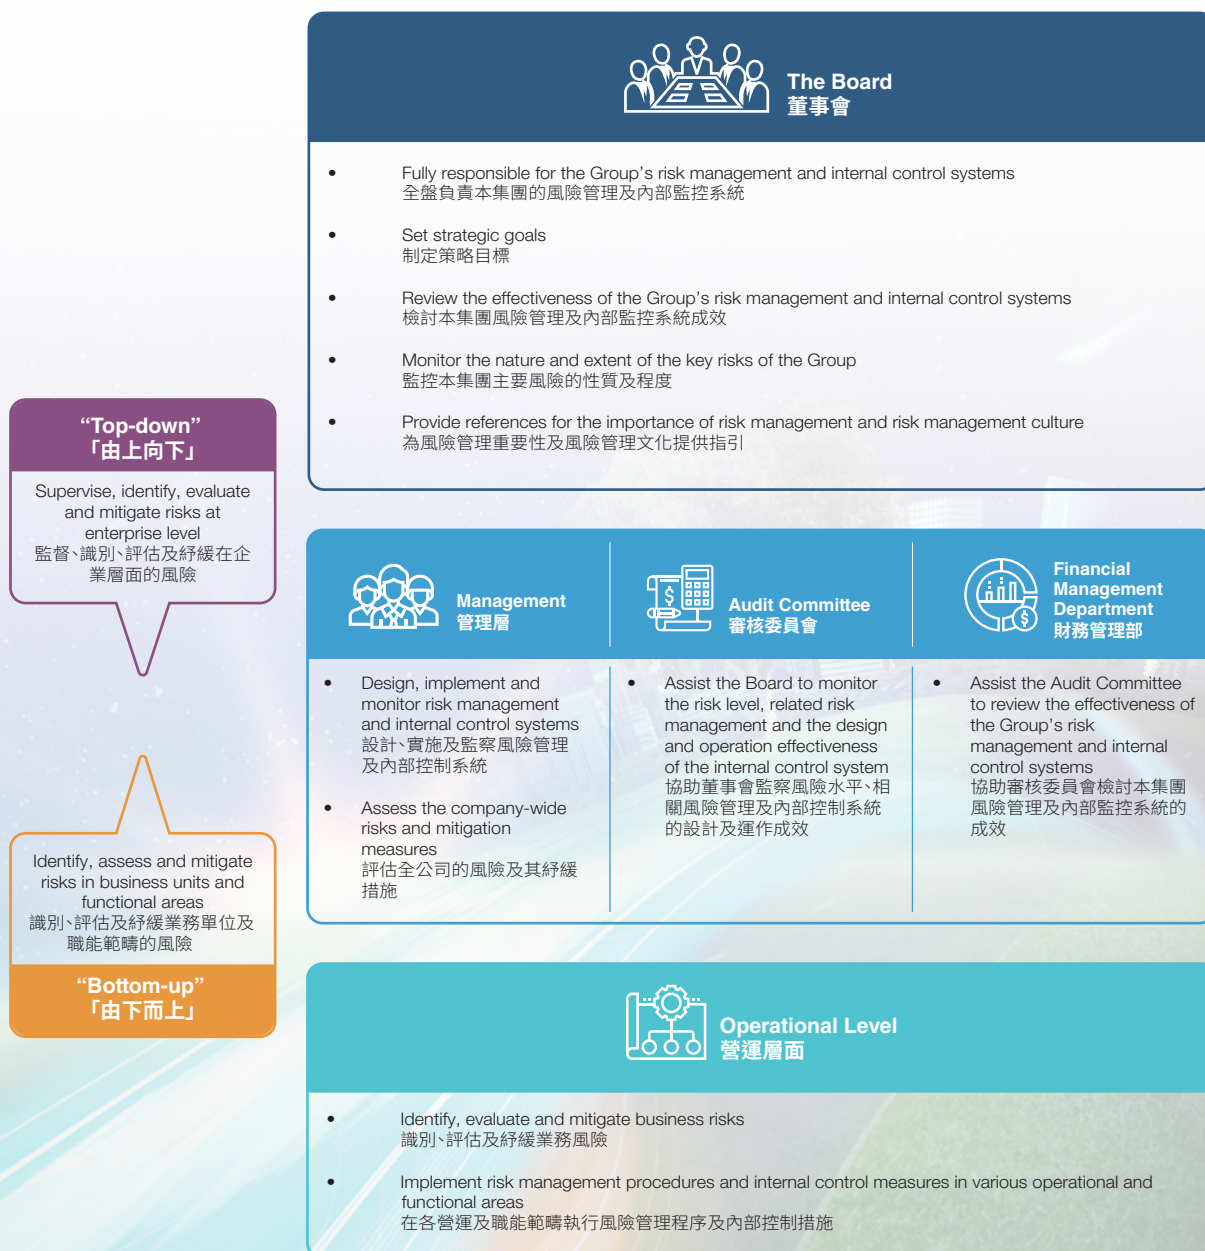 The Board
董事會
• Fully responsible for the Group’s risk management and internal control systems
全盤負責本集團的風險管理及內部監控系統
• Set strategic goals
制定策略目標
• Review the effectiveness of the Group’s risk management and internal control systems
檢討本集團風險管理及內部監控系統成效
• Monitor the nature and extent of the key risks of the Group
監控本集團主要風險的性質及程度
• Provide references for the importance of risk management and risk management culture
為風險管理重要性及風險管理文化提供指引
“Top-down”
「由上向下」
Supervise, identify, evaluate
and mitigate risks at
enterprise level
監督、識別、評估及紓緩在企
業層面的風險
Identify, assess and mitigate
risks in business units and
functional areas
識別、評估及紓緩業務單位及
職能範疇的風險
“Bottom-up”
「由下而上」
Management
管理層
• Design, implement and
monitor risk management
and internal control systems
設計、實施及監察風險管理
及內部控制系統
• Assess the company-wide
risks and mitigation
measures
評估全公司的風險及其紓緩
措施
Audit Committee
審核委員會
• Assist the Board to monitor
the risk level, related risk
management and the design
and operation effectiveness
of the internal control system
協助董事會監察風險水平、相
關風險管理及內部控制系統
的設計及運作成效
Financial
Management
Department
財務管理部
• Assist the Audit Committee
to review the effectiveness of
the Group’s risk
management and internal
control systems
協助審核委員會檢討本集團
風險管理及內部監控系統的
成效
Operational Level
營運層面
• Identify, evaluate and mitigate business risks
識別、評估及紓緩業務風險
• Implement risk management procedures and internal control measures in various operational and
functional areas
在各營運及職能範疇執行風險管理程序及內部控制措施